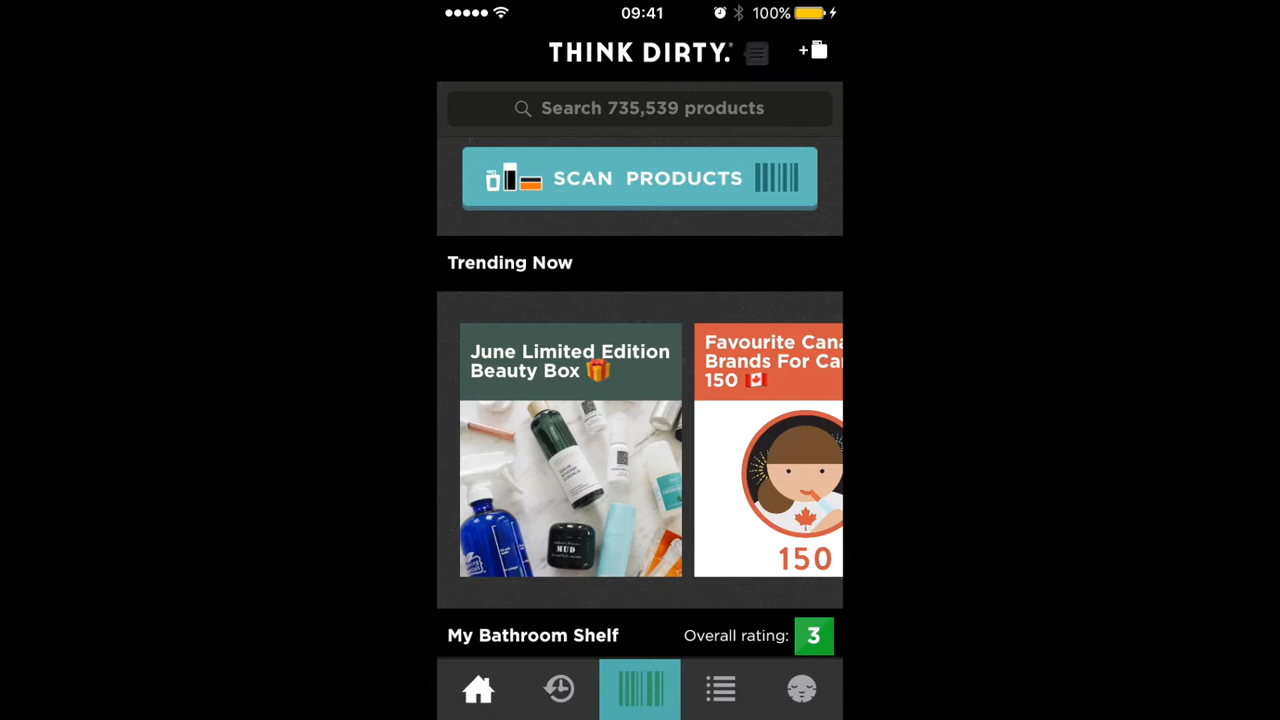 09:41
100%
THINK DIRTY.®
Search 735,539 products
SCAN PRODUCTS
Trending Now
June Limited Edition
Beauty Box
Favourite Cana
Brands For Ca
150
MUD
150
My Bathroom Shelf
Overall rating: 3